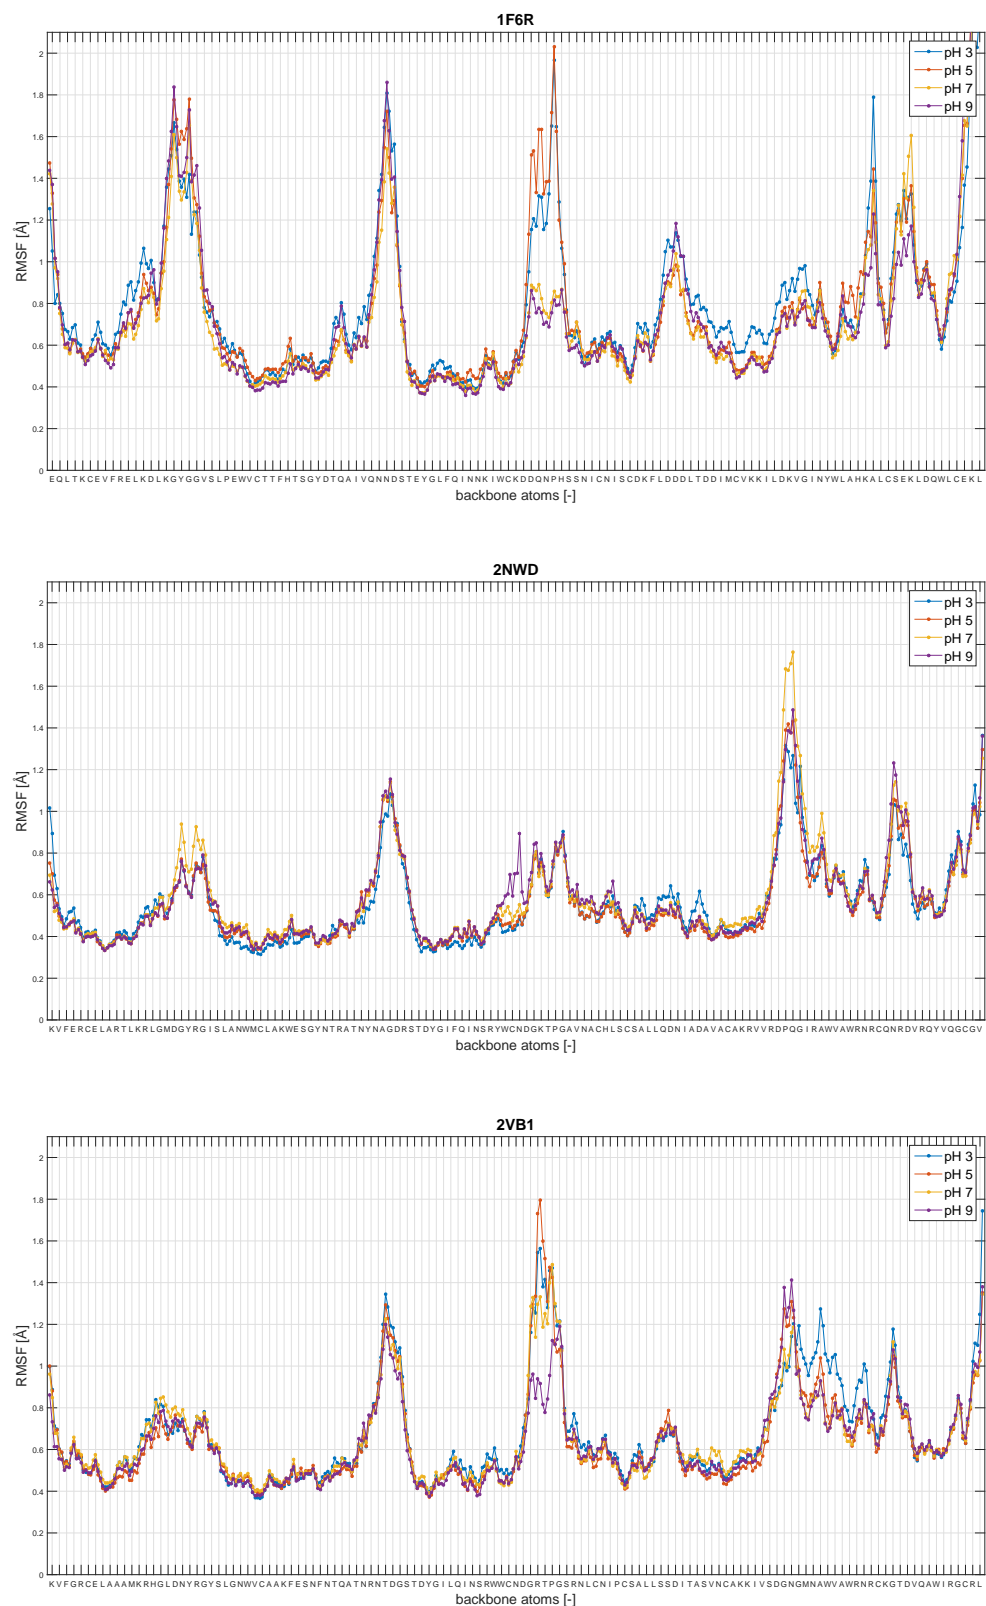 1F6R
2
1.8
1.6
1.4
1.2
1
0.8
0.6
0.4
0.2
0
RMSF [Å]
pH 3
pH 5
pH 7
pH 9
EQLTKCEVFRELKDLKGYGGVSLPEWVCTTFHTSGYDTQAIVQNNDSTEYGLFQINNKIWCKDDQNPHSSNICNISCDKFLDDDLTDDIMCVKKILDKVGINYWLAHKALCSEKLDQWLCEKL
backbone atoms [-]
2NWD
2
1.8
1.6
1.4
1.2
1
0.8
0.6
0.4
0.2
0
RMSF [Å]
pH 3
pH 5
pH 7
pH 9
KVFERCELARTLKRLGMDGYRGISLANWMCLAKWESGYNTRATNYNAGDRSTDYGIFQINSRYWCNDGKTPGAVNACHLSCSALLQDNIADAVACAKRVVRDPQGIRAWVAWRNRCQNRDVRQYVQGCGV
backbone atoms [-]
2VB1
2
1.8
1.6
1.4
1.2
1
0.8
0.6
0.4
0.2
0
RMSF [Å]
pH 3
pH 5
pH 7
pH 9
KVFGRCELAAAMKRHGLDNYRGYSLGNWVCAAKFESNFNTQATNRNTDGSTDYGILQINSRWWCNDGRTPGSRNLCNIPCSALLSSDITASVNCAKKIVSDGNGMNAWVAWRNRCKGTDVQAWIRGCRL
backbone atoms [-]